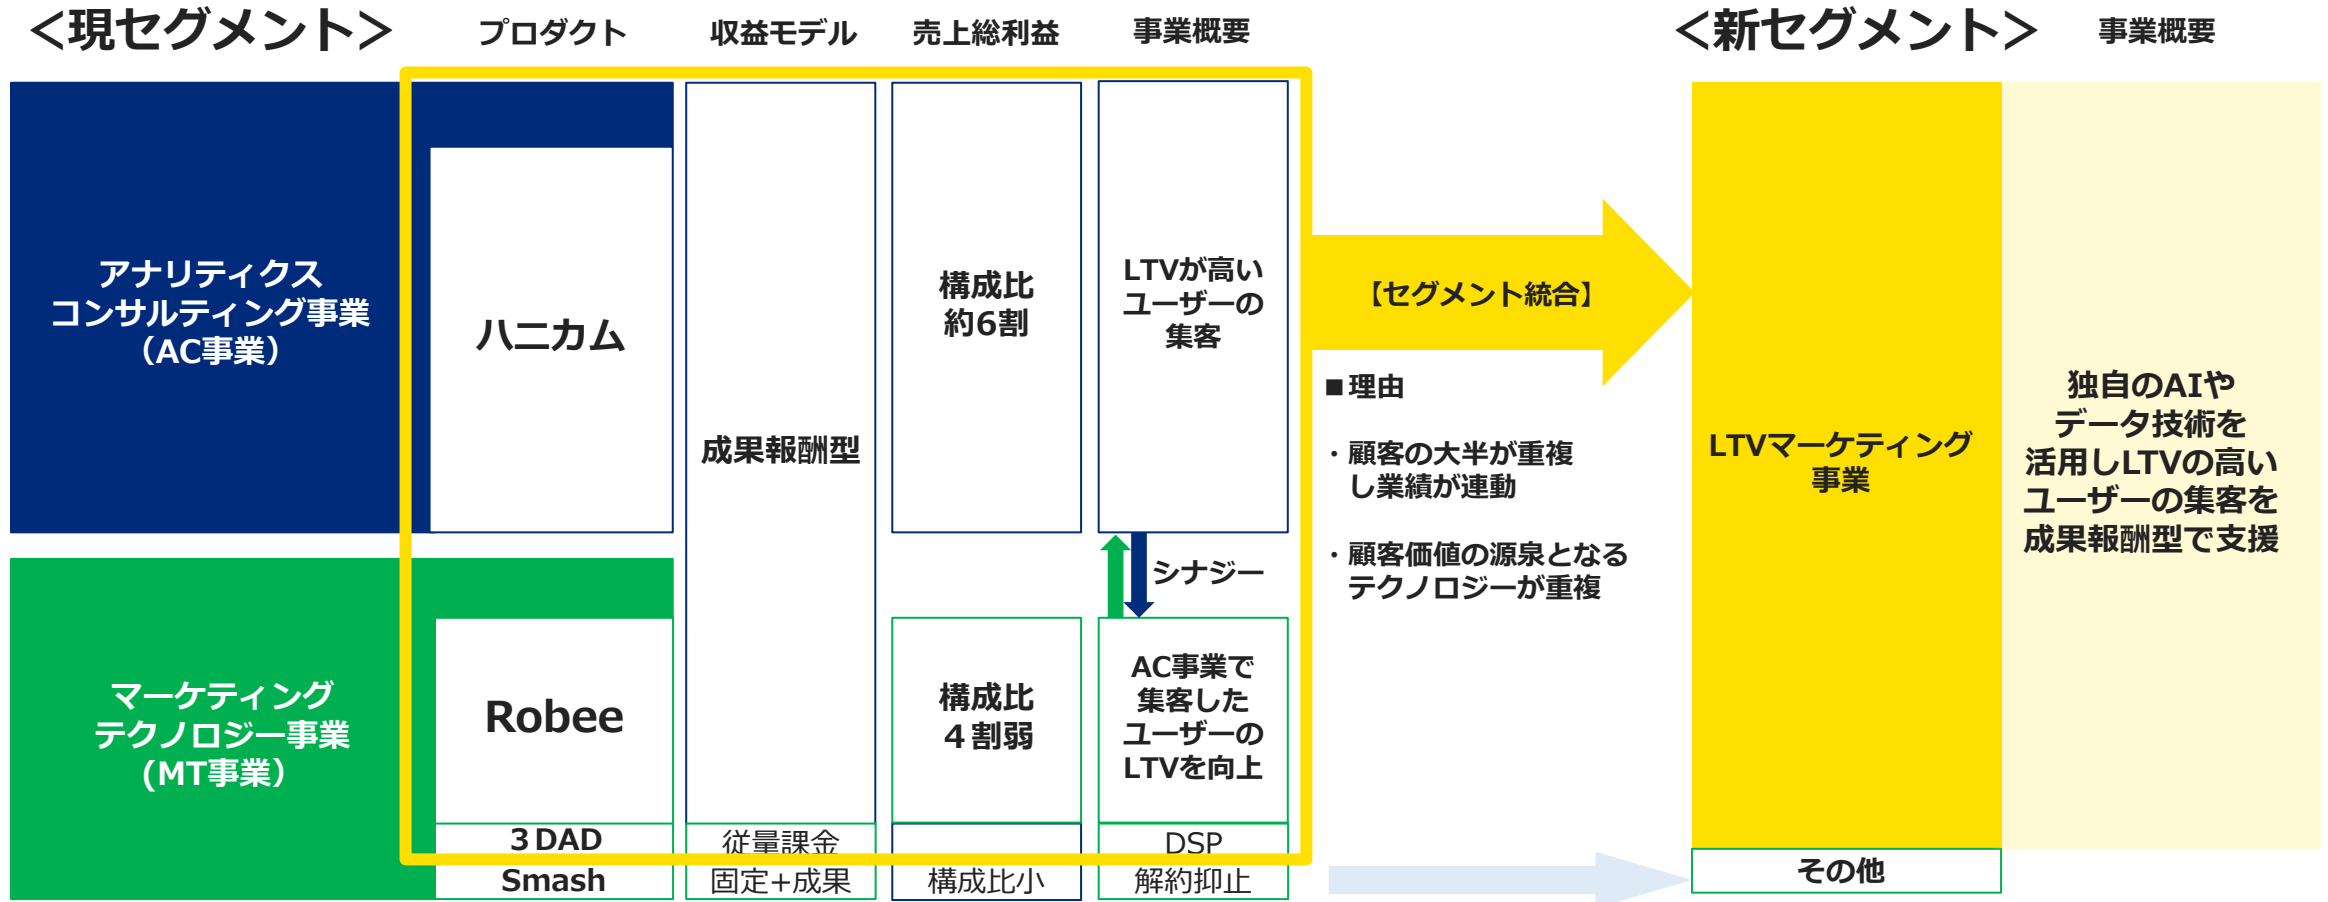 ＜現セグメント＞
プロダクト
収益モデル
売上総利益
事業概要
＜新セグメント＞
事業概要
アナリティクス
コンサルティング事業
（AC事業）
ハニカム
成果報酬型
構成比
約6割
LTVが高い
ユーザーの
集客
シナジー
マーケティング
テクノロジー事業
(MT事業）
Robee
構成比
４割弱
AC事業で
集客した
ユーザーの
LTVを向上
３DAD
従量課金
DSP
Smash
固定+成果
構成比小
解約抑止
【セグメント統合】
■理由
・顧客の大半が重複
し業績が連動
・顧客価値の源泉となる
テクノロジーが重複
LTVマーケティング
事業
その他
独自のAIや
データ技術を
活用しLTVの高い
ユーザーの集客を
成果報酬型で支援